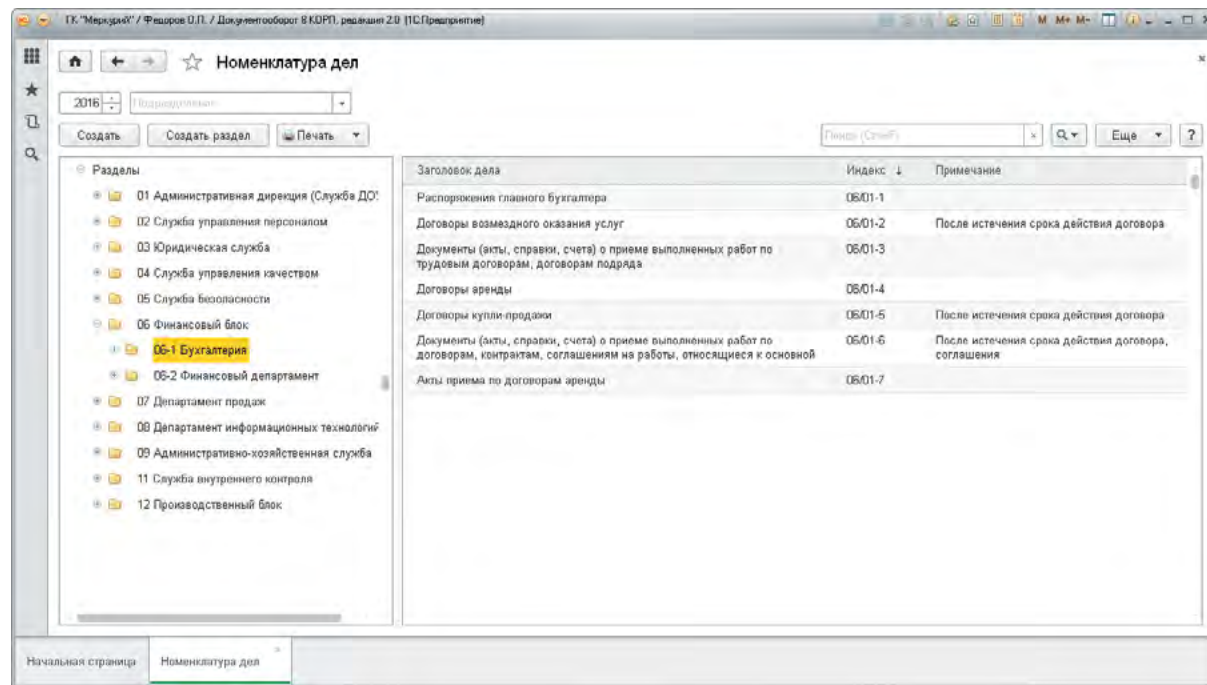 ГК "Меркурий" / Федоров О.П. / Документооборот 8 КОРП, редакция 2.0 (1С:Предприятие)
M M+ M-
Номенклатура дел
2016
Подразделение
Создать
Создать раздел
Печать
Поиск (Ctrl+F)
Еще
?
Разделы
01 Административная дирекция (Служба ДО
02 Служба управления персоналом
03 Юридическая служба
04 Служба управления качеством
05 Служба безопасности
06 Финансовый блок
06-1 Бухгалтерия
06-2 Финансовый департамент
07 Департамент продаж
08 Департамент информационных технологий
09 Административно-хозяйственная служба
11 Служба внутреннего контроля
12 Производственный блок
Заголовок дела Индекс ↓ Примечание
Распоряжения главного бухгалтера 06/01-1
Договоры возмездного оказания услуг 06/01-2 После истечения срока действия договора
Документы (акты, справки, счета) о приеме выполненных работ по 06/01-3
трудовым договорам, договорам подряда
Договоры аренды 06/01-4
Договоры купли-продажи 06/01-5 После истечения срока действия договора
Документы (акты, справки, счета) о приеме выполненных работ по 06/01-6 После истечения срока действия договора,
договорам, контрактам, соглашениям на работы, относящиеся к основной соглашения
Акты приема по договорам аренды 06/01-7
Начальная страница
Номенклатура дел